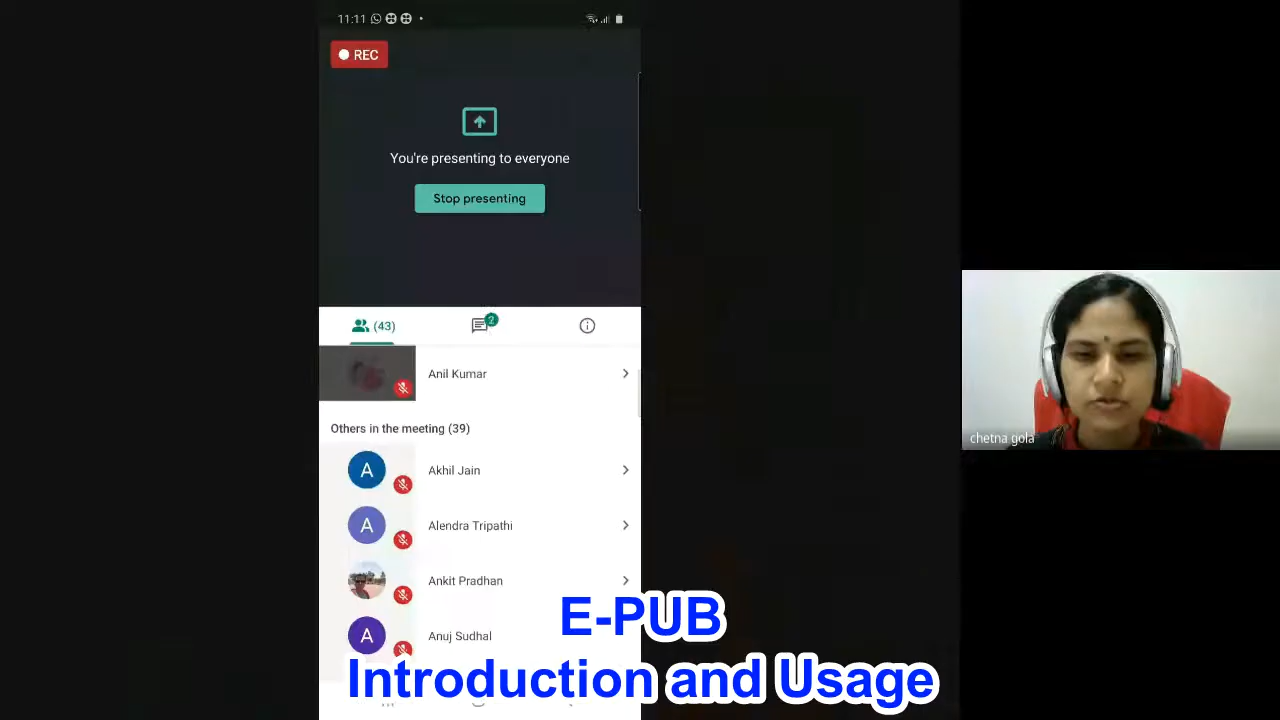 11:11
REC
You're presenting to everyone
Stop presenting
(43)
2
Anil Kumar
Others in the meeting (39)
A
Akhil Jain
A
Alendra Tripathi
Ankit Pradhan
A
Anuj Sudhal
chetna gola
E-PUB
Introduction and Usage